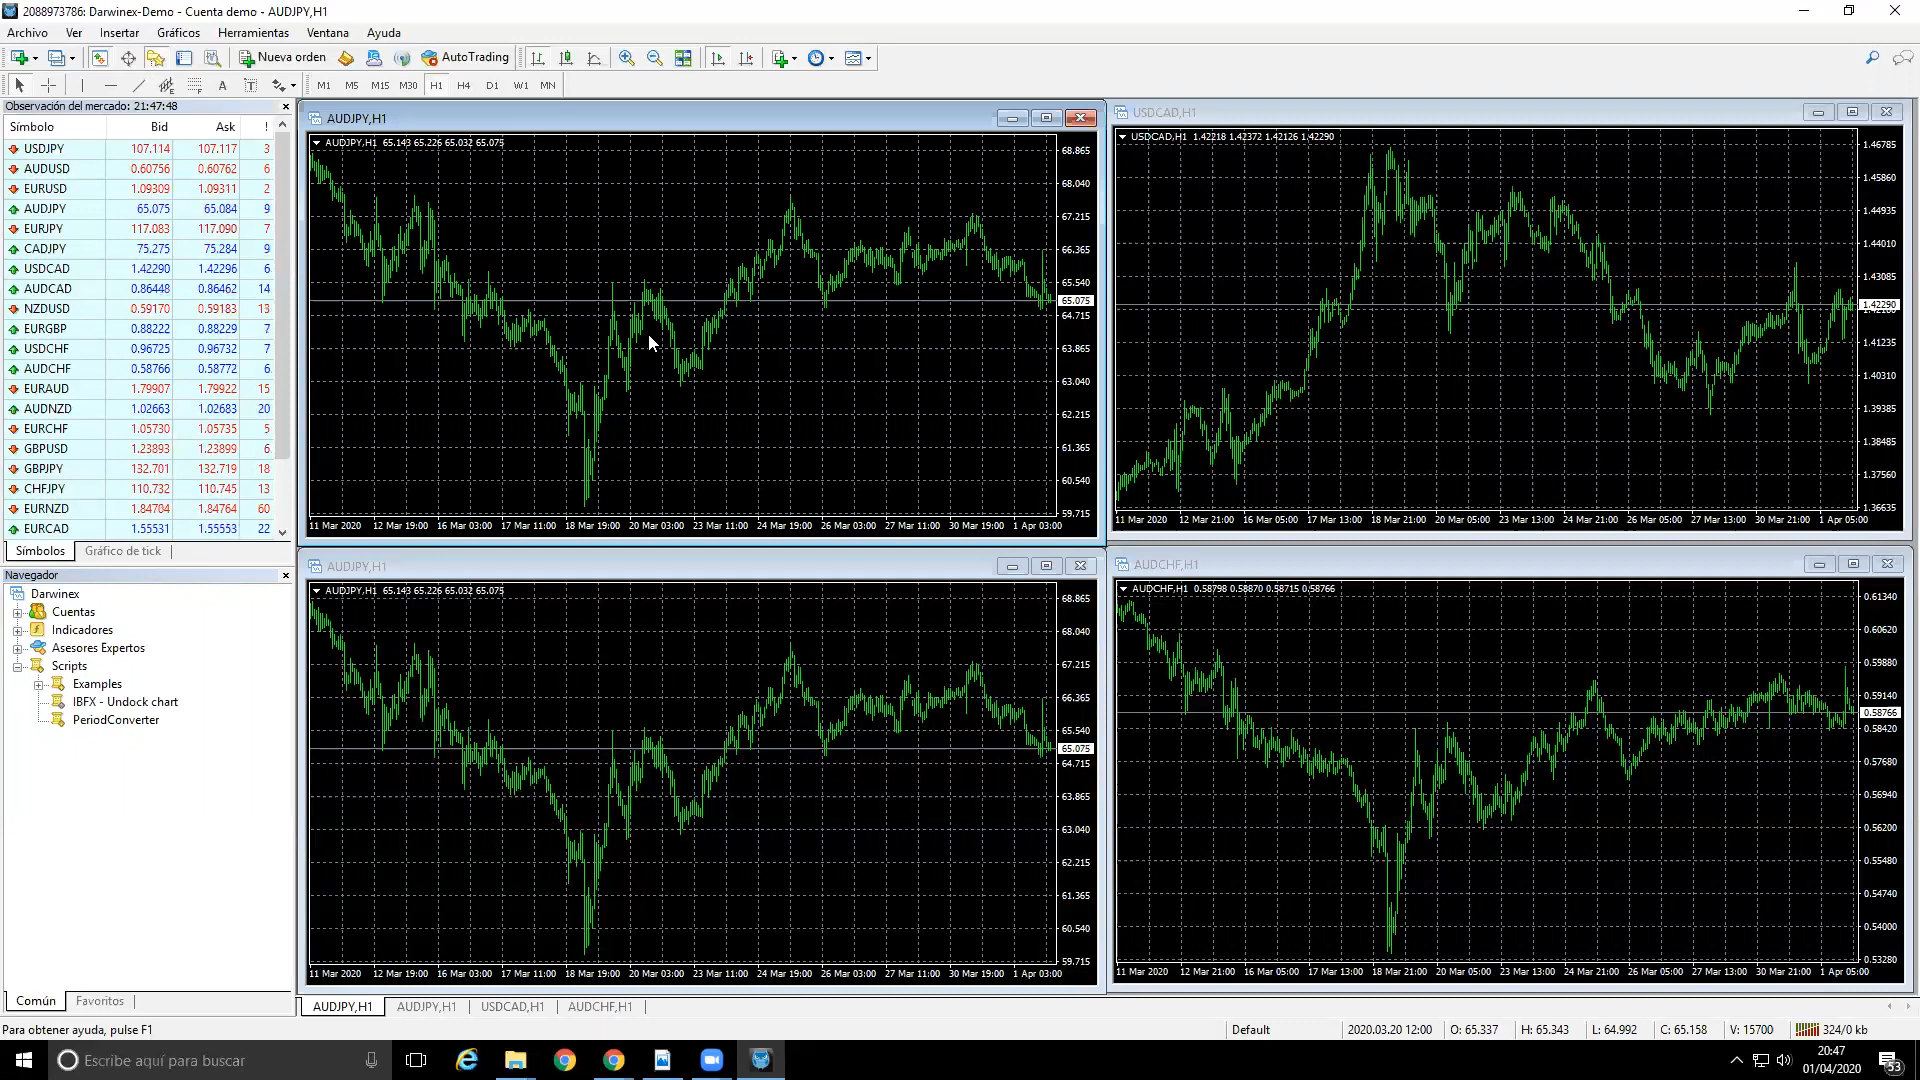 2088973786: Darwinex-Demo - Cuenta demo - AUDJPY,H1
Archivo Ver Insertar Gráficos Herramientas Ventana Ayuda
Nueva orden AutoTrading
M1 M5 M15 M30 H1 H4 D1 W1 MN
Observación del mercado: 21:47:48
Símbolo Bid Ask !
USDJPY 107.114 107.117 3
AUDUSD 0.60756 0.60762 6
EURUSD 1.09309 1.09311 2
AUDJPY 65.075 65.084 9
EURJPY 117.083 117.090 7
CADJPY 75.275 75.284 9
USDCAD 1.42290 1.42296 6
AUDCAD 0.86448 0.86462 14
NZDUSD 0.59170 0.59183 13
EURGBP 0.88222 0.88229 7
USDCHF 0.96725 0.96732 7
AUDCHF 0.58766 0.58772 6
EURAUD 1.79907 1.79922 15
AUDNZD 1.02663 1.02683 20
EURCHF 1.05730 1.05735 5
GBPUSD 1.23893 1.23899 6
GBPJPY 132.701 132.719 18
CHFJPY 110.732 110.745 13
EURNZD 1.84704 1.84764 60
EURCAD 1.55531 1.55553 22
Símbolos Gráfico de tick
Navegador
Darwinex
Cuentas
Indicadores
Asesores Expertos
Scripts
Examples
IBFX - Undock chart
PeriodConverter
Común Favoritos
AUDJPY,H1
AUDJPY,H1 65.143 65.226 65.032 65.075
68.865
68.040
67.215
66.365
65.540
65.075
64.715
63.865
63.040
62.215
61.365
60.540
59.715
11 Mar 2020 12 Mar 19:00 16 Mar 03:00 17 Mar 11:00 18 Mar 19:00 20 Mar 03:00 23 Mar 11:00 24 Mar 19:00 26 Mar 03:00 27 Mar 11:00 30 Mar 19:00 1 Apr 03:00
USDCAD,H1
USDCAD,H1 1.42218 1.42372 1.42126 1.42290
1.46785
1.45860
1.44935
1.44010
1.43085
1.42290
1.41235
1.40310
1.39385
1.38485
1.37560
1.36635
11 Mar 2020 12 Mar 21:00 16 Mar 05:00 17 Mar 13:00 18 Mar 21:00 20 Mar 05:00 23 Mar 13:00 24 Mar 21:00 26 Mar 05:00 27 Mar 13:00 30 Mar 21:00 1 Apr 05:00
AUDJPY,H1
AUDJPY,H1 65.143 65.226 65.032 65.075
68.865
68.040
67.215
66.365
65.540
65.075
64.715
63.865
63.040
62.215
61.365
60.540
59.715
11 Mar 2020 12 Mar 19:00 16 Mar 03:00 17 Mar 11:00 18 Mar 19:00 20 Mar 03:00 23 Mar 11:00 24 Mar 19:00 26 Mar 03:00 27 Mar 11:00 30 Mar 19:00 1 Apr 03:00
AUDCHF,H1
AUDCHF,H1 0.58798 0.58870 0.58715 0.58766
0.61340
0.60620
0.59880
0.59140
0.58766
0.58420
0.57680
0.56940
0.56200
0.55480
0.54740
0.54000
0.53280
11 Mar 2020 12 Mar 21:00 16 Mar 05:00 17 Mar 13:00 18 Mar 21:00 20 Mar 05:00 23 Mar 13:00 24 Mar 21:00 26 Mar 05:00 27 Mar 13:00 30 Mar 21:00 1 Apr 05:00
AUDJPY,H1 AUDJPY,H1 USDCAD,H1 AUDCHF,H1
Para obtener ayuda, pulse F1 Default 2020.03.20 12:00 O: 65.337 H: 65.343 L: 64.992 C: 65.158 V: 15700 324/0 kb
Escribe aquí para buscar
20:47
01/04/2020
53